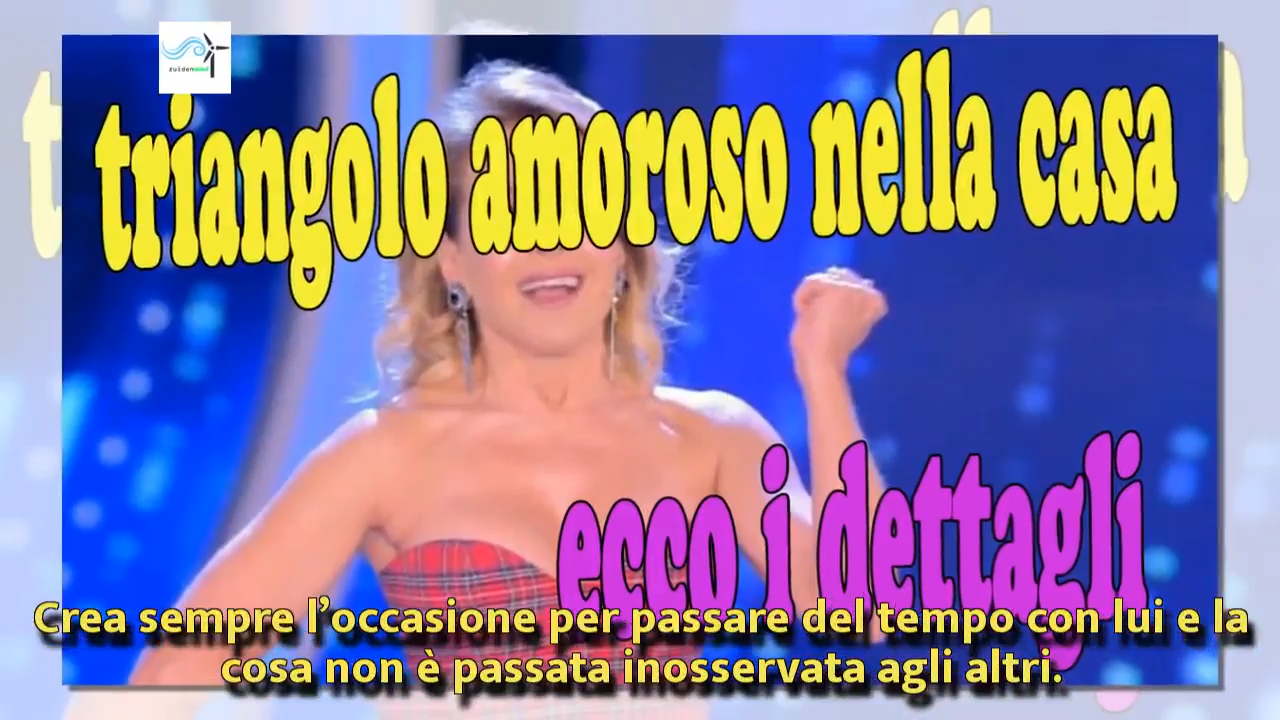 zušdenwind
triangolo amoroso nella casa
ecco i dettagli
Crea sempre l’occasione per passare del tempo con lui e la
cosa non è passata inosservata agli altri.